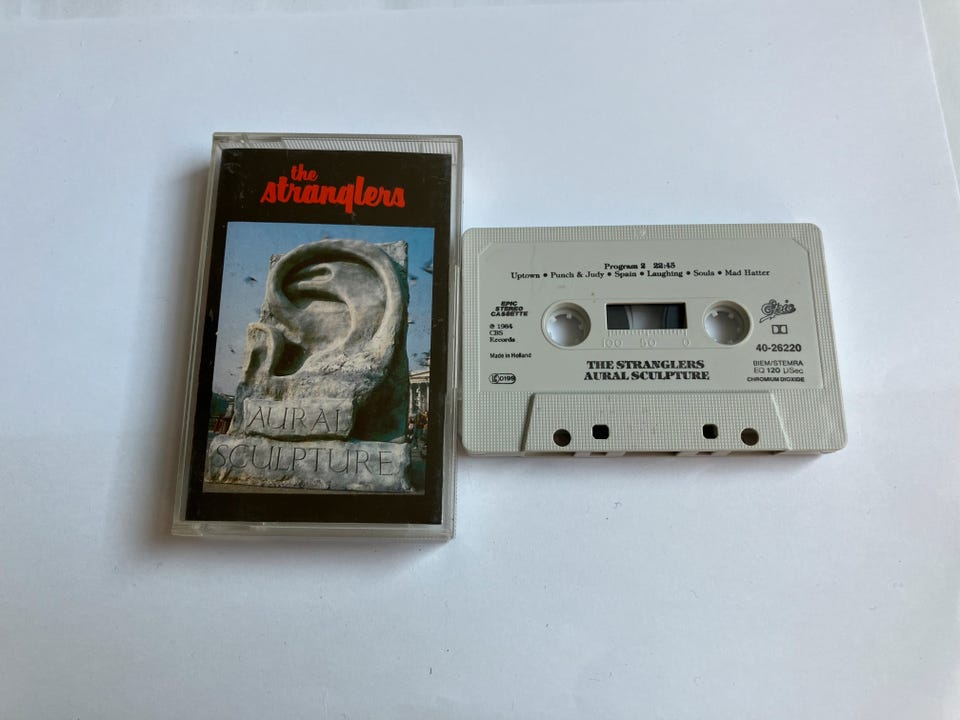 the
stranglers
AURAL
SCULPTURE
Program 2 22:45
Uptown • Punch & Judy • Spain • Laughing • Souls • Mad Hatter
EPIC
STEREO
CASSETTE
℗ 1984
CBS
Records
Made in Holland
LC 0199
Epic
40-26220
BIEM/STEMRA
EQ 120 µSec
CHROMIUM DIOXIDE
100 50 0
THE STRANGLERS
AURAL SCULPTURE